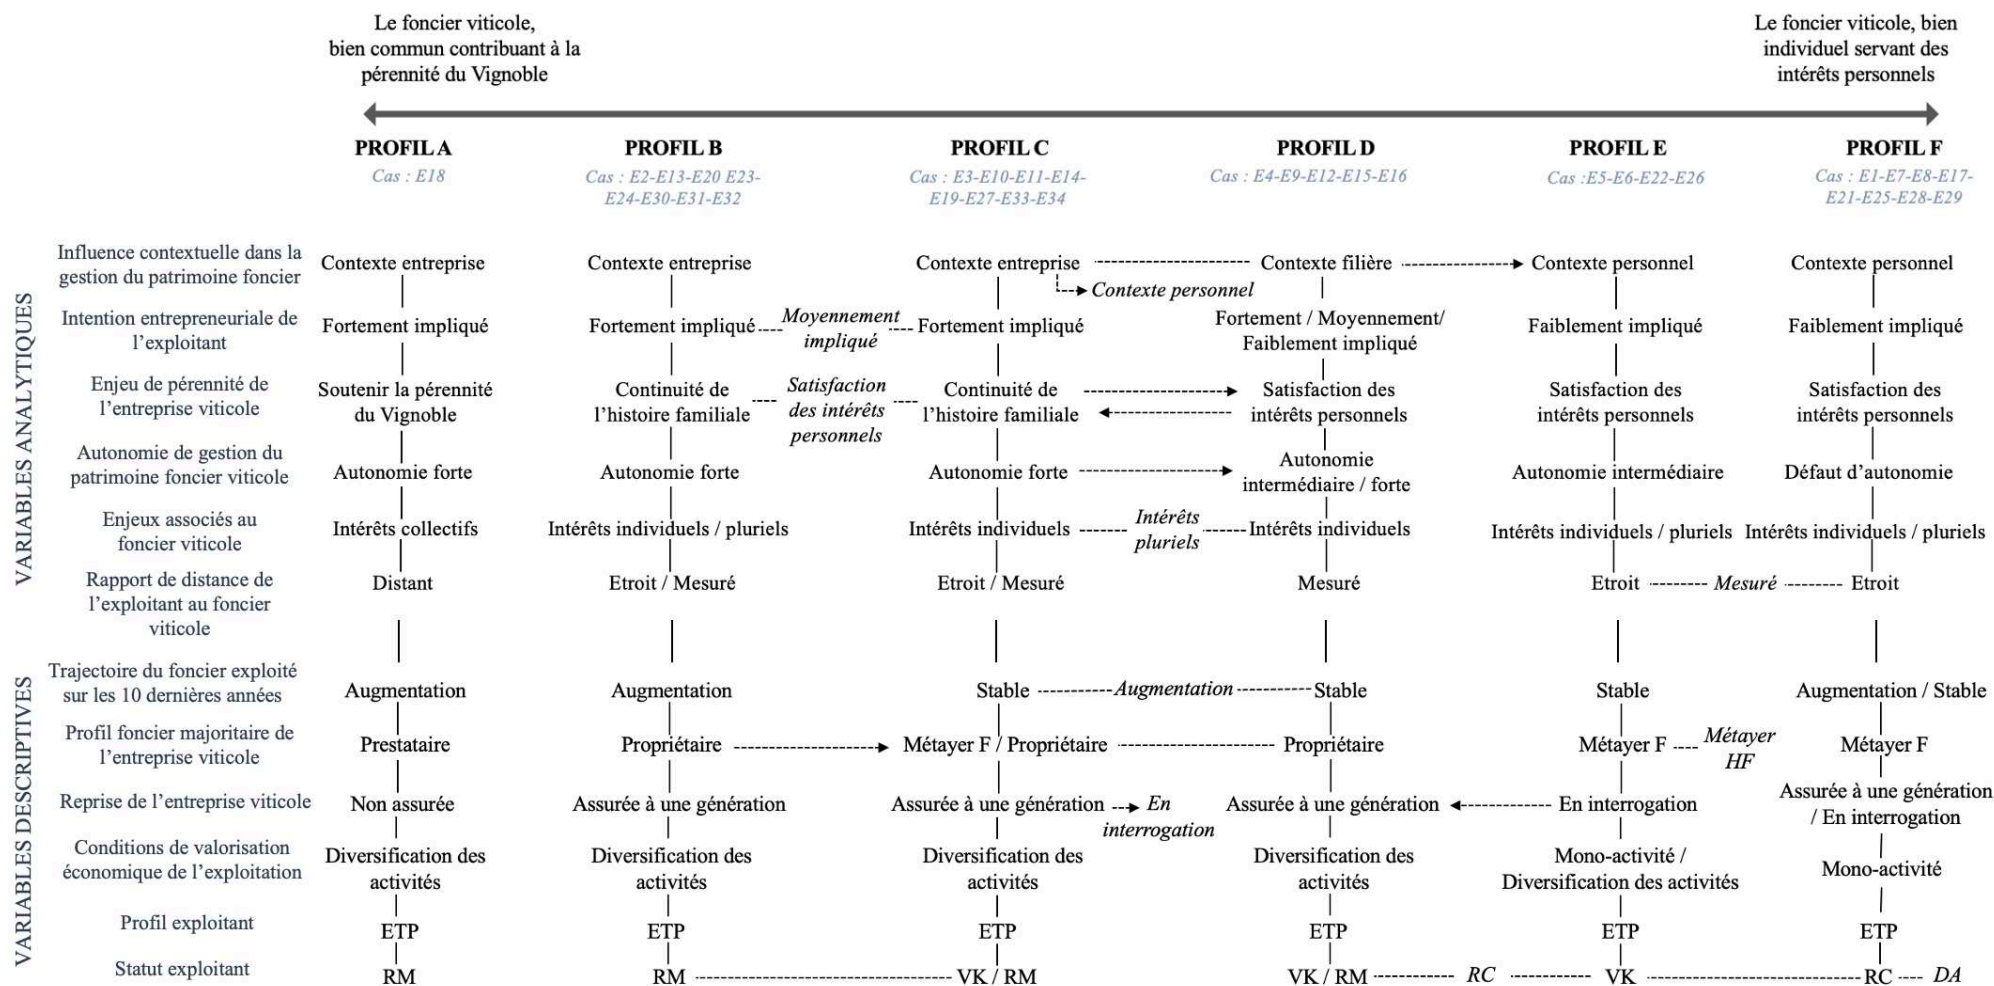 Le foncier viticole,
bien commun contribuant à la
pérennité du Vignoble
Le foncier viticole, bien
individuel servant des
intérêts personnels
PROFIL A
Cas : E18
PROFIL B
Cas : E2-E13-E20 E23-
E24-E30-E31-E32
PROFIL C
Cas : E3-E10-E11-E14-
E19-E27-E33-E34
PROFIL D
Cas : E4-E9-E12-E15-E16
PROFIL E
Cas :E5-E6-E22-E26
PROFIL F
Cas : E1-E7-E8-E17-
E21-E25-E28-E29
VARIABLES ANALYTIQUES
Influence contextuelle dans la
gestion du patrimoine foncier
Contexte entreprise
Contexte entreprise
Contexte entreprise
Contexte personnel
Contexte filière
Contexte personnel
Contexte personnel
Intention entrepreneuriale de
l’exploitant
Fortement impliqué
Fortement impliqué
Moyennement
impliqué
Fortement impliqué
Fortement / Moyennement/
Faiblement impliqué
Faiblement impliqué
Faiblement impliqué
Enjeu de pérennité de
l’entreprise viticole
Soutenir la pérennité
du Vignoble
Continuité de
l’histoire familiale
Satisfaction
des intérêts
personnels
Continuité de
l’histoire familiale
Satisfaction des
intérêts personnels
Satisfaction des
intérêts personnels
Satisfaction des
intérêts personnels
Autonomie de gestion du
patrimoine foncier viticole
Autonomie forte
Autonomie forte
Autonomie forte
Autonomie
intermédiaire / forte
Autonomie intermédiaire
Défaut d’autonomie
Enjeux associés au
foncier viticole
Intérêts collectifs
Intérêts individuels / pluriels
Intérêts individuels
Intérêts
pluriels
Intérêts individuels
Intérêts individuels / pluriels
Intérêts individuels / pluriels
Rapport de distance de
l’exploitant au foncier
viticole
Distant
Etroit / Mesuré
Etroit / Mesuré
Mesuré
Etroit
Mesuré
Etroit
VARIABLES DESCRIPTIVES
Trajectoire du foncier exploité
sur les 10 dernières années
Augmentation
Augmentation
Stable
Augmentation
Stable
Stable
Augmentation / Stable
Profil foncier majoritaire de
l’entreprise viticole
Prestataire
Propriétaire
Métayer F / Propriétaire
Propriétaire
Métayer F
Métayer
HF
Métayer F
Reprise de l’entreprise viticole
Non assurée
Assurée à une génération
Assurée à une génération
En
interrogation
Assurée à une génération
En interrogation
Assurée à une génération
/ En interrogation
Conditions de valorisation
économique de l’exploitation
Diversification des
activités
Diversification des
activités
Diversification des
activités
Diversification des
activités
Mono-activité /
Diversification des activités
Mono-activité
Profil exploitant
ETP
ETP
ETP
ETP
ETP
ETP
Statut exploitant
RM
RM
VK / RM
VK / RM
RC
VK
RC
DA